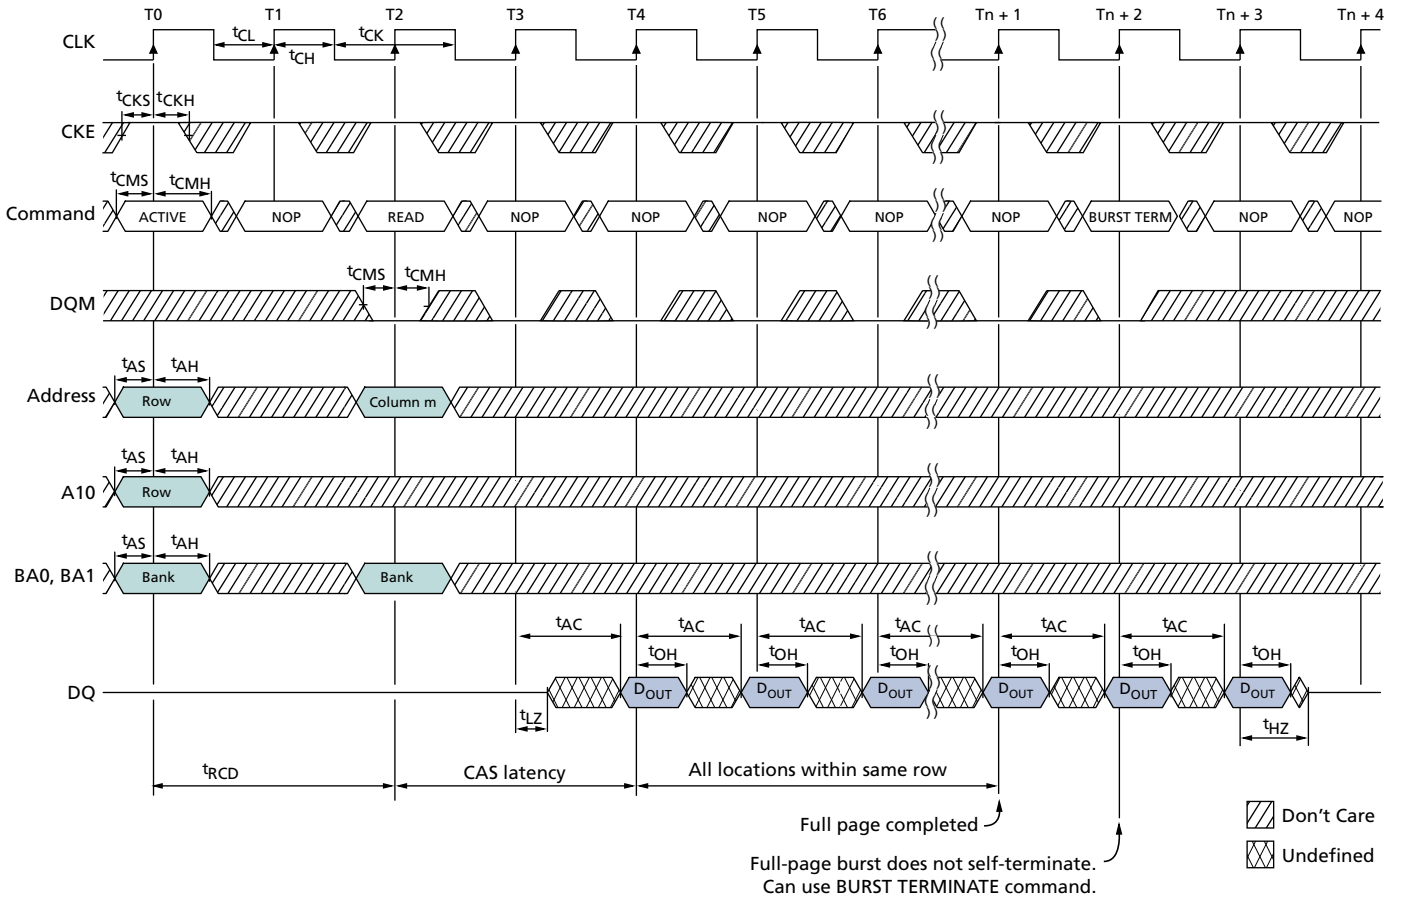 T0 T1 T2 T3 T4 T5 T6 Tn + 1 Tn + 2 Tn + 3 Tn + 4
CLK tCL tCK
tCH
tCKS tCKH
CKE
tCMS tCMH
Command ACTIVE NOP READ NOP NOP NOP NOP NOP BURST TERM NOP NOP
tCMS tCMH
DQM
tAS tAH
Address Row Column m
tAS tAH
A10 Row
tAS tAH
BA0, BA1 Bank Bank
tAC tAC tAC tAC tAC tAC
tOH tOH tOH tOH tOH tOH
DQ DOUT DOUT DOUT DOUT DOUT DOUT
tLZ tHZ
tRCD CAS latency All locations within same row
Full page completed
Don't Care
Full-page burst does not self-terminate.
Can use BURST TERMINATE command.
Undefined